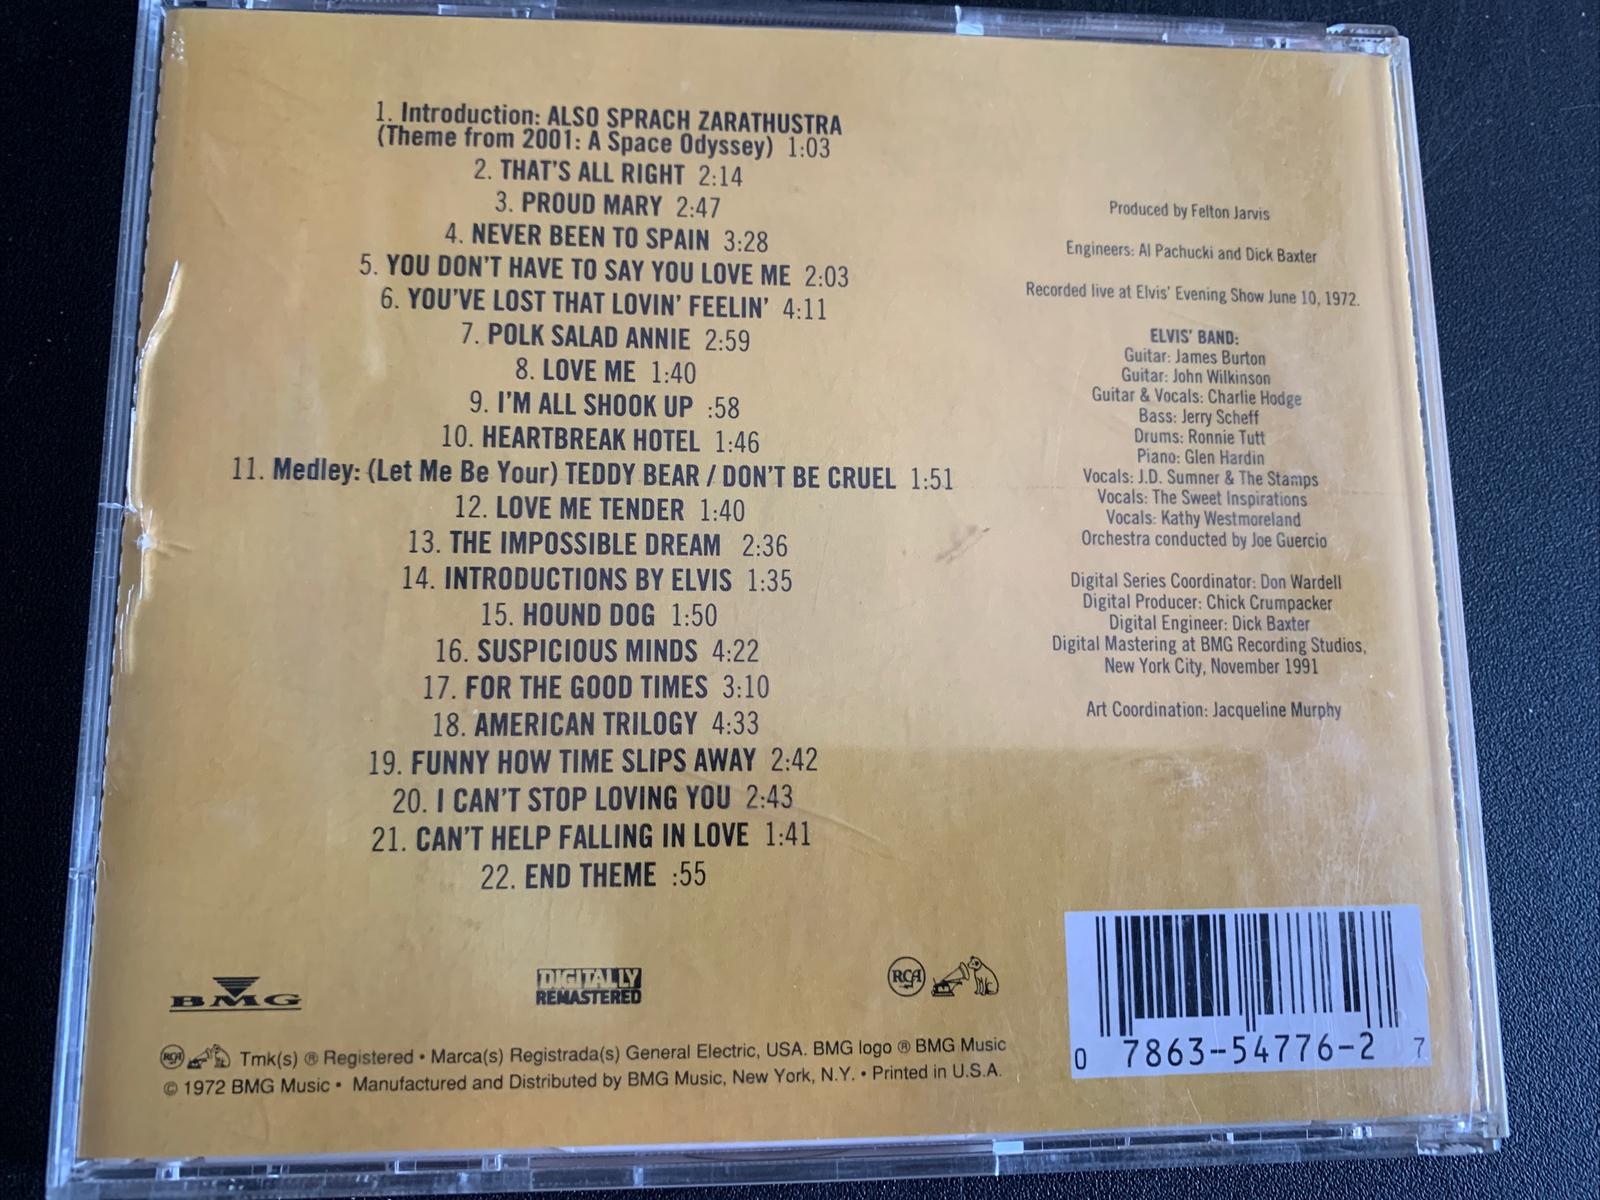 1. Introduction: ALSO SPRACH ZARATHUSTRA
(Theme from 2001: A Space Odyssey) 1:03
2. THAT'S ALL RIGHT 2:14
3. PROUD MARY 2:47
4. NEVER BEEN TO SPAIN 3:28
5. YOU DON'T HAVE TO SAY YOU LOVE ME 2:03
6. YOU'VE LOST THAT LOVIN' FEELIN' 4:11
7. POLK SALAD ANNIE 2:59
8. LOVE ME 1:40
9. I'M ALL SHOOK UP :58
10. HEARTBREAK HOTEL 1:46
11. Medley: (Let Me Be Your) TEDDY BEAR / DON'T BE CRUEL 1:51
12. LOVE ME TENDER 1:40
13. THE IMPOSSIBLE DREAM 2:36
14. INTRODUCTIONS BY ELVIS 1:35
15. HOUND DOG 1:50
16. SUSPICIOUS MINDS 4:22
17. FOR THE GOOD TIMES 3:10
18. AMERICAN TRILOGY 4:33
19. FUNNY HOW TIME SLIPS AWAY 2:42
20. I CAN'T STOP LOVING YOU 2:43
21. CAN'T HELP FALLING IN LOVE 1:41
22. END THEME :55
Produced by Felton Jarvis
Engineers: Al Pachucki and Dick Baxter
Recorded live at Elvis' Evening Show June 10, 1972.
ELVIS' BAND:
Guitar: James Burton
Guitar: John Wilkinson
Guitar & Vocals: Charlie Hodge
Bass: Jerry Scheff
Drums: Ronnie Tutt
Piano: Glen Hardin
Vocals: J.D. Sumner & The Stamps
Vocals: The Sweet Inspirations
Vocals: Kathy Westmoreland
Orchestra conducted by Joe Guercio
Digital Series Coordinator: Don Wardell
Digital Producer: Chick Crumpacker
Digital Engineer: Dick Baxter
Digital Mastering at BMG Recording Studios,
New York City, November 1991
Art Coordination: Jacqueline Murphy
BMG
DIGITALLY
REMASTERED
RCA
RCA Tmk(s) ® Registered • Marca(s) Registrada(s) General Electric, USA. BMG logo ® BMG Music
© 1972 BMG Music • Manufactured and Distributed by BMG Music, New York, N.Y. • Printed in U.S.A.
0 7863-54776-2 7